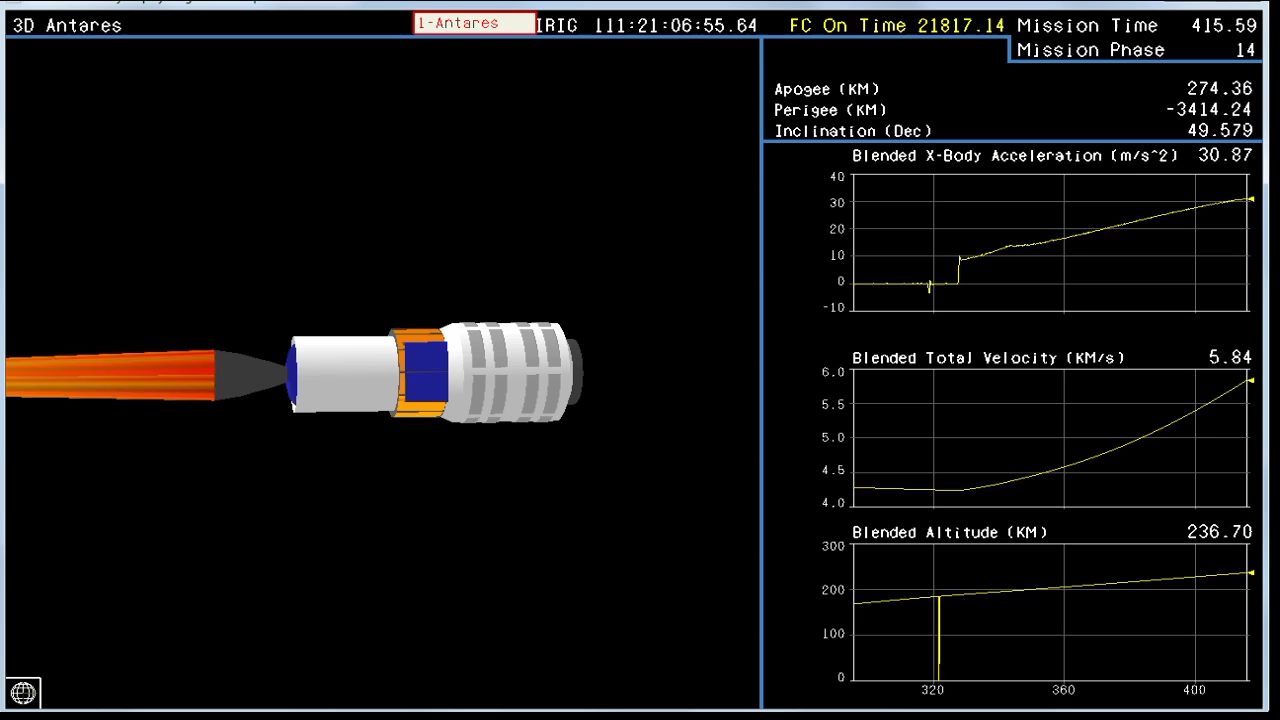 3D Antares
1-Antares
IRIG 111:21:06:55.64
FC On Time 21817.14
Mission Time 415.59
Mission Phase 14
Apogee (KM) 274.36
Perigee (KM) -3414.24
Inclination (Dec) 49.579
Blended X-Body Acceleration (m/s^2) 30.87
40
30
20
10
0
-10
Blended Total Velocity (KM/s) 5.84
6.0
5.5
5.0
4.5
4.0
Blended Altitude (KM) 236.70
300
200
100
0
320 360 400